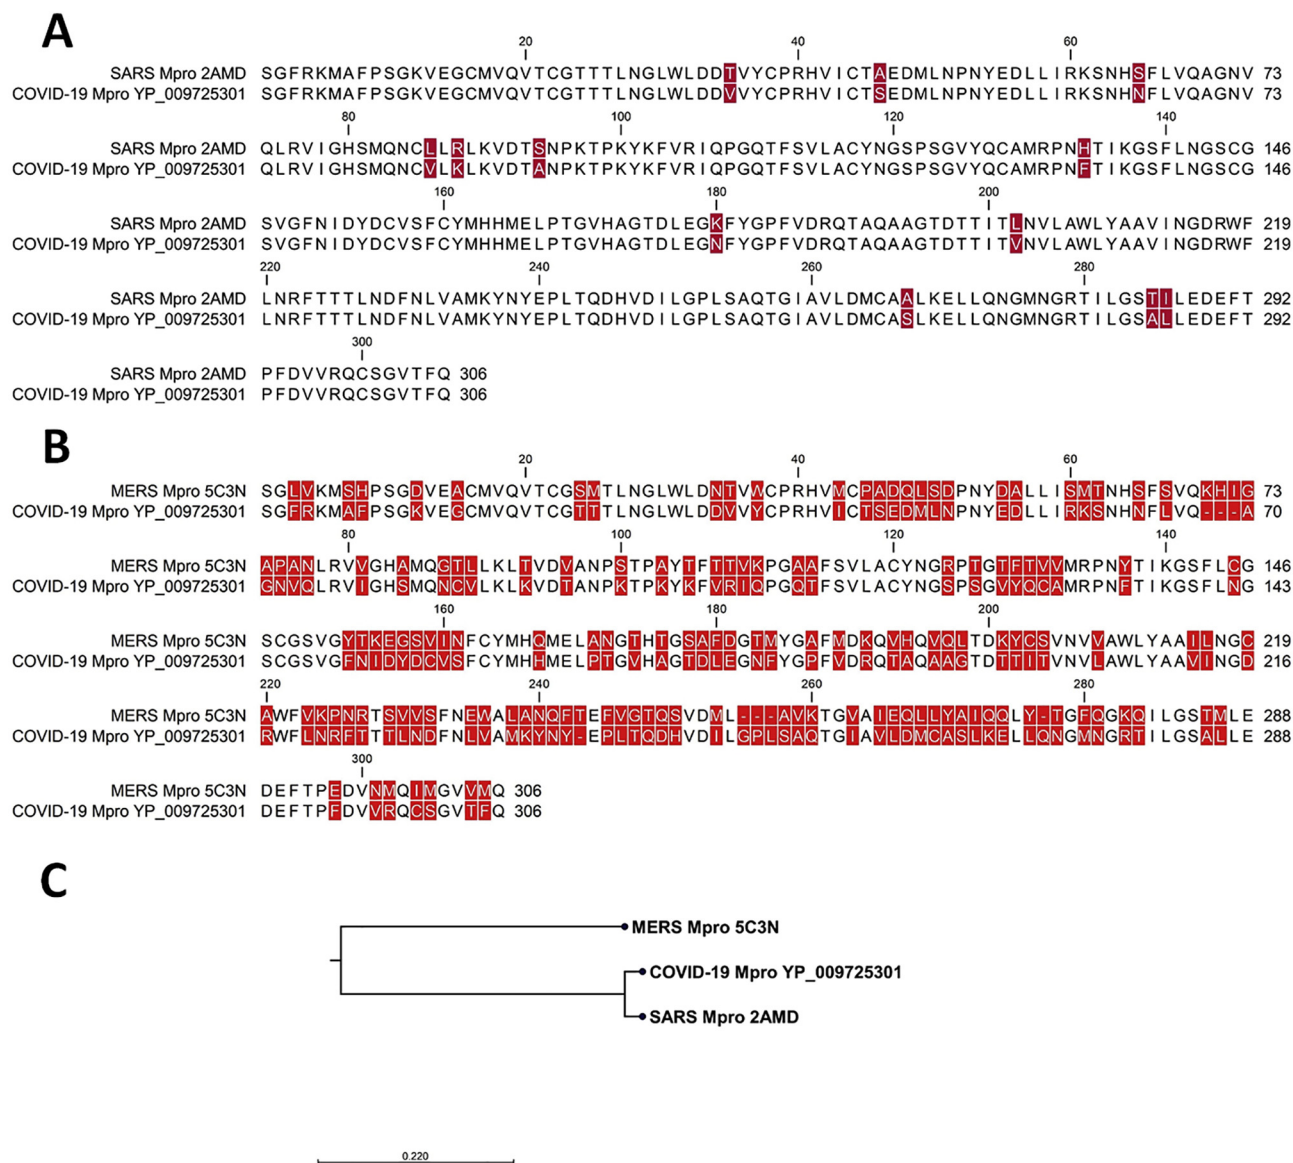 A
20 40 60
SARS Mpro 2AMD SGFRKMAFPSGKVEGCMVQVTCGTTTLNGLWLDDTVYCPRHVICTAEDMLNPNYEDLLIRKSNHSFLVQAGNV 73
COVID-19 Mpro YP_009725301 SGFRKMAFPSGKVEGCMVQVTCGTTTLNGLWLDDVVYCPRHVICTSEDMLNPNYEDLLIRKSNHNFLVQAGNV 73
80 100 120 140
SARS Mpro 2AMD QLRVIGHSMQNCLLRLKVDTSNPKTPKYKFVRIQPGQTFSVLACYNGSPSGVYQCAMRPNHTIKGSFLNGSCG 146
COVID-19 Mpro YP_009725301 QLRVIGHSMQNCVLKLKVDTANPKTPKYKFVRIQPGQTFSVLACYNGSPSGVYQCAMRPNFTIKGSFLNGSCG 146
160 180 200
SARS Mpro 2AMD SVGFNIDYDCVSFCYMHHMELPTGVHAGTDLEGKFYGPFVDRQTAQAAGTDTTITLNVLAWLYAAVINGDRWF 219
COVID-19 Mpro YP_009725301 SVGFNIDYDCVSFCYMHHMELPTGVHAGTDLEGNFYGPFVDRQTAQAAGTDTTITVNVLAWLYAAVINGDRWF 219
220 240 260 280
SARS Mpro 2AMD LNRFTTTLNDFNLVAMKYNYEPLTQDHVDILGPLSAQTGIAVLDMCAALKELLQNGMNGRTILGSTILEDEFT 292
COVID-19 Mpro YP_009725301 LNRFTTTLNDFNLVAMKYNYEPLTQDHVDILGPLSAQTGIAVLDMCASLKELLQNGMNGRTILGSALLEDEFT 292
300
SARS Mpro 2AMD PFDVVRQCSGVTFQ 306
COVID-19 Mpro YP_009725301 PFDVVRQCSGVTFQ 306
B
20 40 60
MERS Mpro 5C3N SGLVKMSHPSGDVEACMVQVTCGSMTLNGLWLDNTVWCPRHVMCPADQLSDPNYDALLISMTNHSFSVQKHIG 73
COVID-19 Mpro YP_009725301 SGFRKMAFPSGKVEGCMVQVTCGTTTLNGLWLDDVVYCPRHVICTSEDMLNPNYEDLLIRKSNHNFLVQ---A 70
80 100 120 140
MERS Mpro 5C3N APANLRVVGHAMQGTLLKLTVDVANPSTPAYTFTTVKPGAAFSVLACYNGRPTGTFTVVMRPNYTIKGSFLCG 146
COVID-19 Mpro YP_009725301 GNVQLRVIGHSMQNCVLKLKVDTANPKTPKYKFVRIQPGQTFSVLACYNGSPSGVYQCAMRPNFTIKGSFLNG 143
160 180 200
MERS Mpro 5C3N SCGSVGYTKEGSVINFCYMHQMELANGTHTGSAFDGTMYGAFMDKQVHQVQLTDKYCSVNVVAWLYAAILNGC 219
COVID-19 Mpro YP_009725301 SCGSVGFNIDYDCVSFCYMHHMELPTGVHAGTDLEGNFYGPFVDRQTAQAAGTDTTITVNVLAWLYAAVINGD 216
220 240 260 280
MERS Mpro 5C3N AWFVKPNRTSVVSFNEWALANQFTEFVGTQSVDML---AVKTGVAIEQLLYAIQQLY-TGFQGKQILGSTMLE 288
COVID-19 Mpro YP_009725301 RWFLNRFTTTLNDFNLVAMKYNY-EPLTQDHVDILGPLSAQTGIAVLDMCASLKELLQNGMNGRTILGSALLE 288
300
MERS Mpro 5C3N DEFTPEDVNMQIMGVVMQ 306
COVID-19 Mpro YP_009725301 DEFTPFDVVRQCSGVTFQ 306
C
MERS Mpro 5C3N
COVID-19 Mpro YP_009725301
SARS Mpro 2AMD
0.220